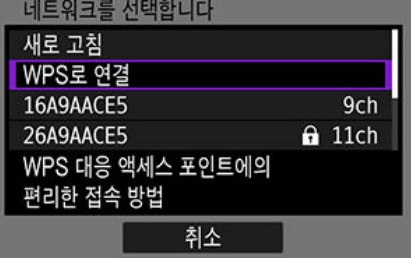 네트워크를 선택합니다
새로 고침
WPS로 연결
16A9AACE5 9ch
26A9AACE5 11ch
WPS 대응 액세스 포인트에의
편리한 접속 방법
취소